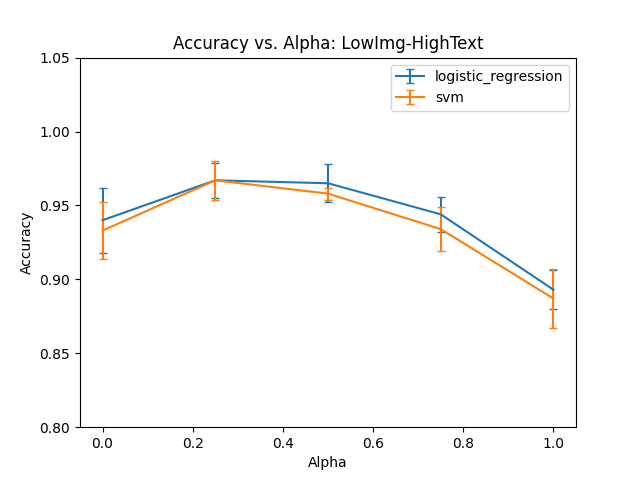 Accuracy vs. Alpha: LowImg-HighText
logistic_regression
svm
1.05
1.00
0.95
0.90
0.85
0.80
Accuracy
0.0 0.2 0.4 0.6 0.8 1.0
Alpha